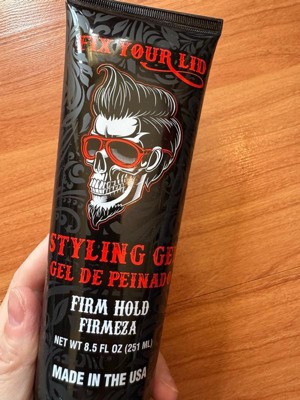 FIX YOUR LID
STYLING GEL
GEL DE PEINADO
FIRM HOLD
FIRMEZA
NET WT 8.5 FL OZ (251 ML)
MADE IN THE USA